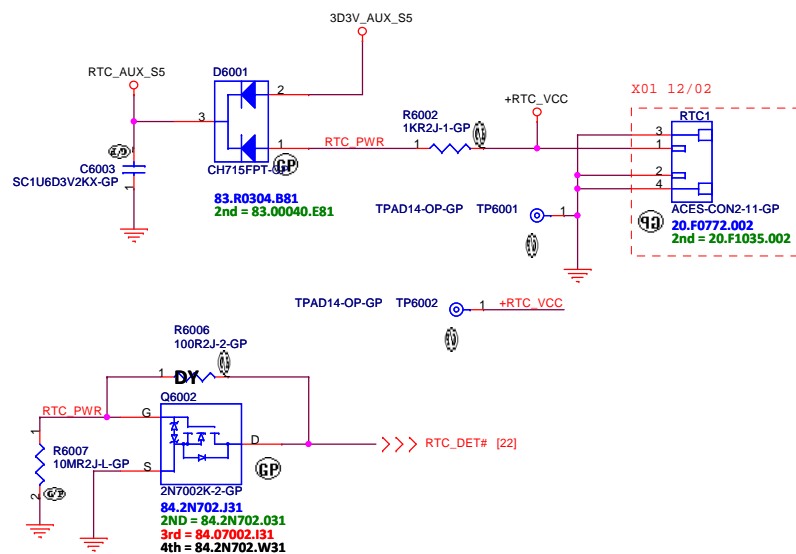 3D3V_AUX_S5
RTC_AUX_S5
D6001
2
3
1
RTC_PWR
CH715FPT-
GP
83.R0304.B81
2nd = 83.00040.E81
C6003
SC1U6D3V2KX-GP
1
R6002
1KR2J-1-GP
1
+RTC_VCC
X01 12/02
RTC1
3
1
2
4
ACES-CON2-11-GP
20.F0772.002
2nd = 20.F1035.002
TPAD14-OP-GP TP6001
1
TPAD14-OP-GP TP6002
1
+RTC_VCC
R6006
100R2J-2-GP
1
DY
Q6002
RTC_PWR
G
D
S
RTC_DET# [22]
1
R6007
10MR2J-L-GP
2
GP
2N7002K-2-GP
84.2N702.J31
2ND = 84.2N702.031
3rd = 84.07002.I31
4th = 84.2N702.W31